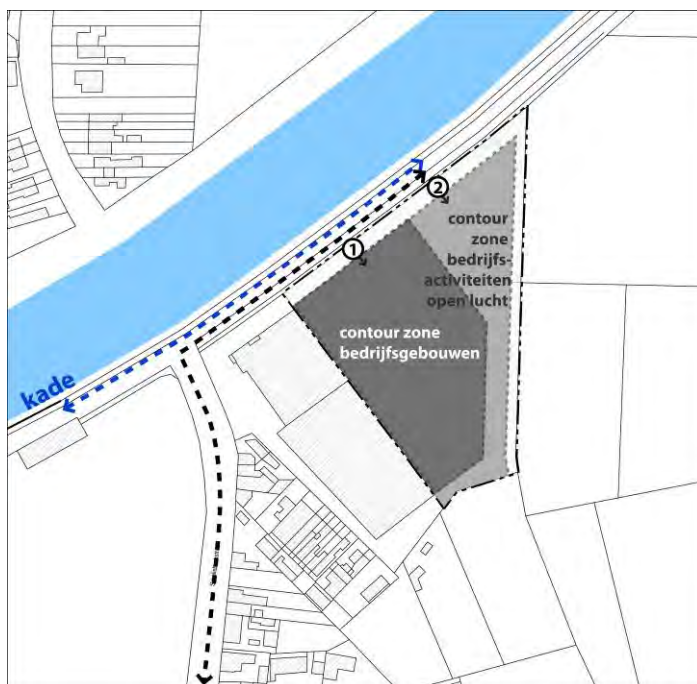 ②
contour
zone
bedrijfs-
activiteiten
open lucht
①
contour zone
bedrijfsgebouwen
kade